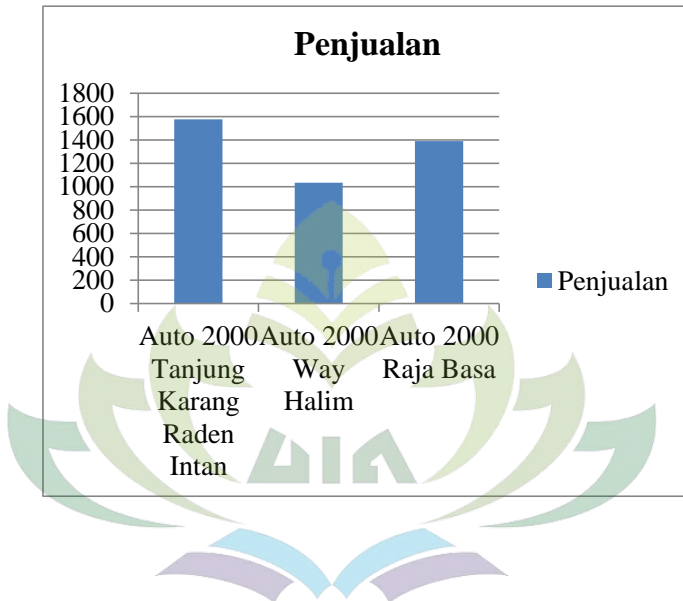 Penjualan
1800
1600
1400
1200
1000
800
600
400
200
0
Auto 2000
Tanjung
Karang
Raden
Intan
Auto 2000
Way
Halim
Auto 2000
Raja Basa
Penjualan
UIN